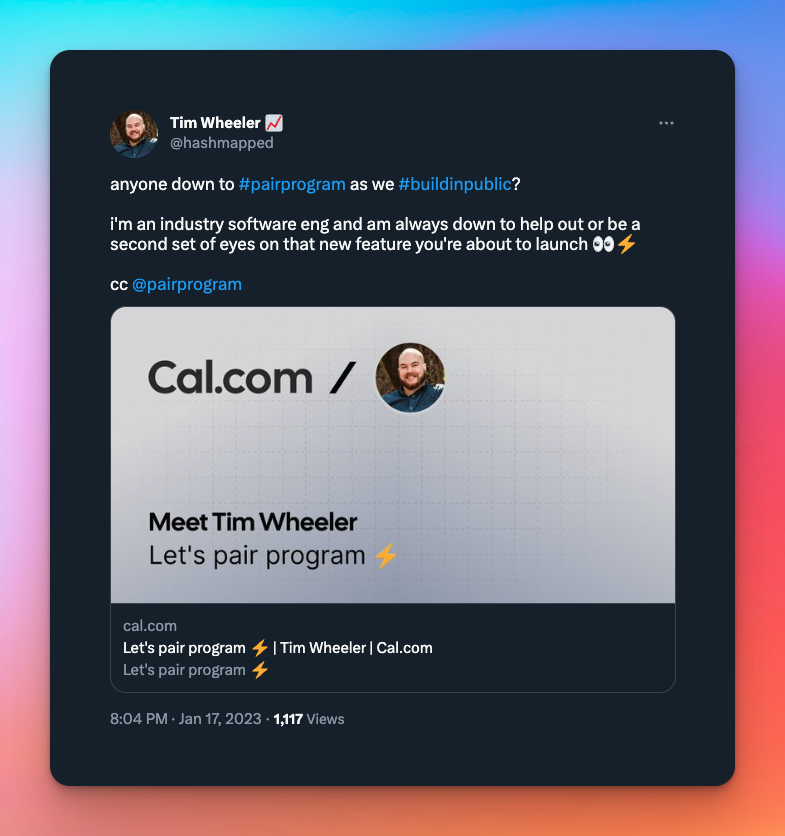 Tim Wheeler 📈
@hashmapped
anyone down to #pairprogram as we #buildinpublic?
i'm an industry software eng and am always down to help out or be a
second set of eyes on that new feature you're about to launch 👀⚡
cc @pairprogram
Cal.com /
Meet Tim Wheeler
Let's pair program ⚡
cal.com
Let's pair program ⚡ | Tim Wheeler | Cal.com
Let's pair program ⚡
8:04 PM · Jan 17, 2023 · 1,117 Views